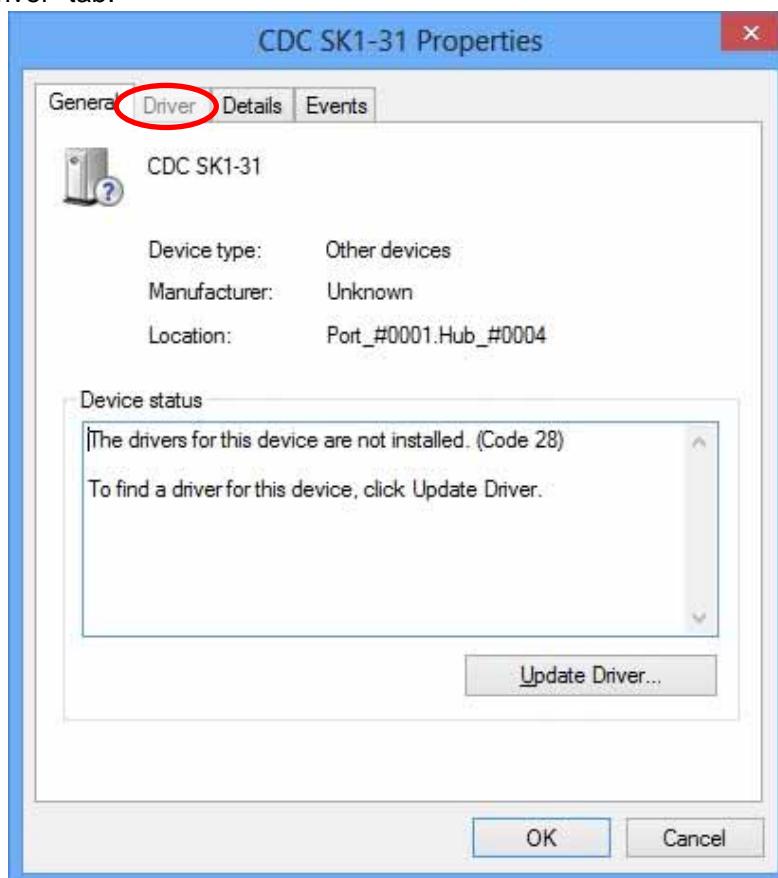 tab.
CDC SK1-31 Properties
General Driver Details Events
CDC SK1-31
Device type: Other devices
Manufacturer: Unknown
Location: Port_#0001.Hub_#0004
Device status
The drivers for this device are not installed. (Code 28)
To find a driver for this device, click Update Driver.
Update Driver...
OK Cancel